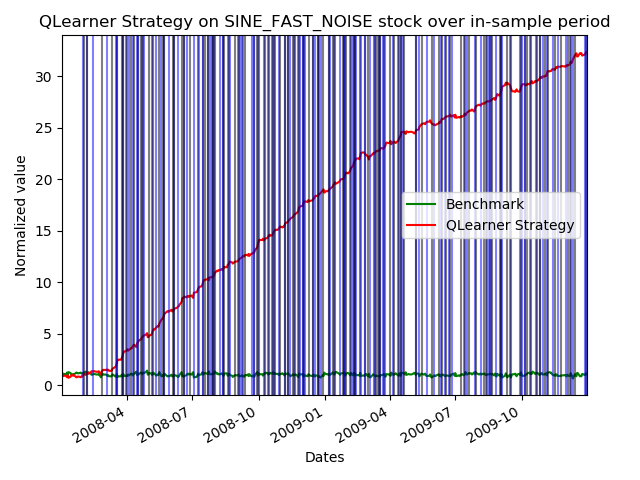 QLearner Strategy on SINE_FAST_NOISE stock over in-sample period
Normalized value
30
25
20
15
10
5
0
Benchmark
QLearner Strategy
2008-04
2008-07
2008-10
2009-01
2009-04
2009-07
2009-10
Dates